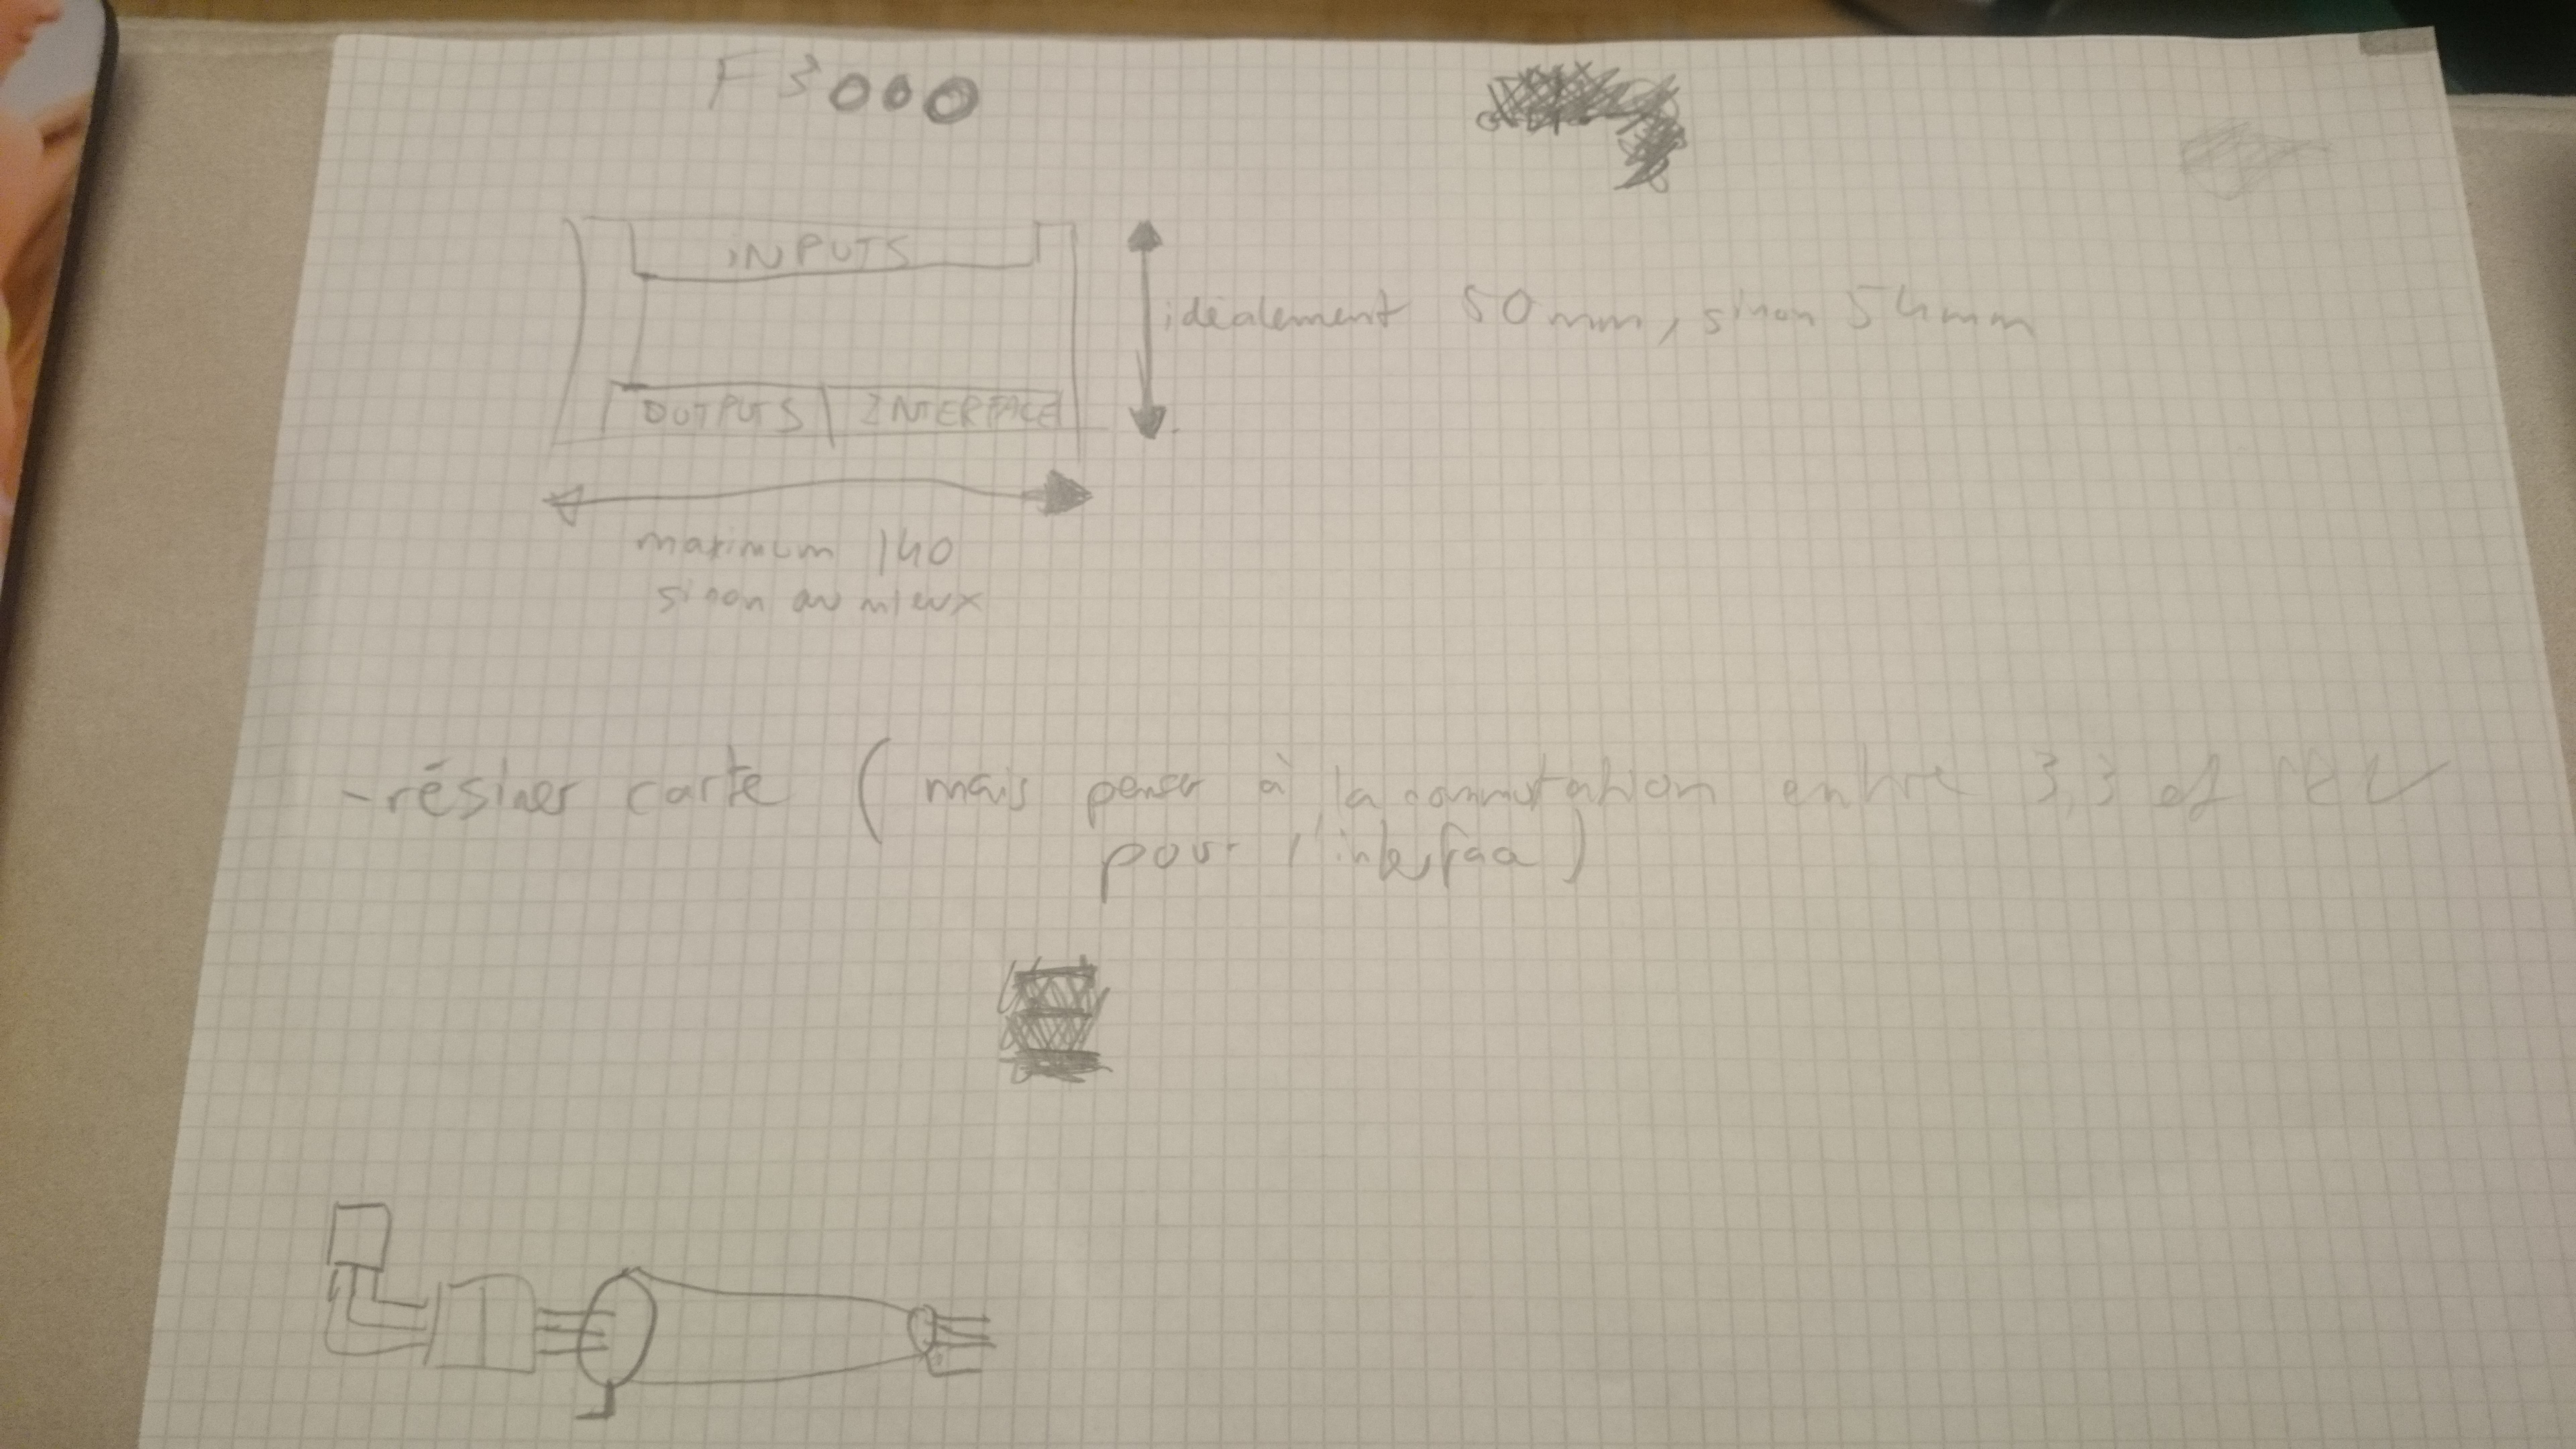 F3000
INPUTS
idéalement 50mm, sinon 54mm
OUTPUTS INTERFACE
maximum 140
sinon au mieux
-résiner carte (mais penser à la commutation entre 3,3 et
pour l'interface)